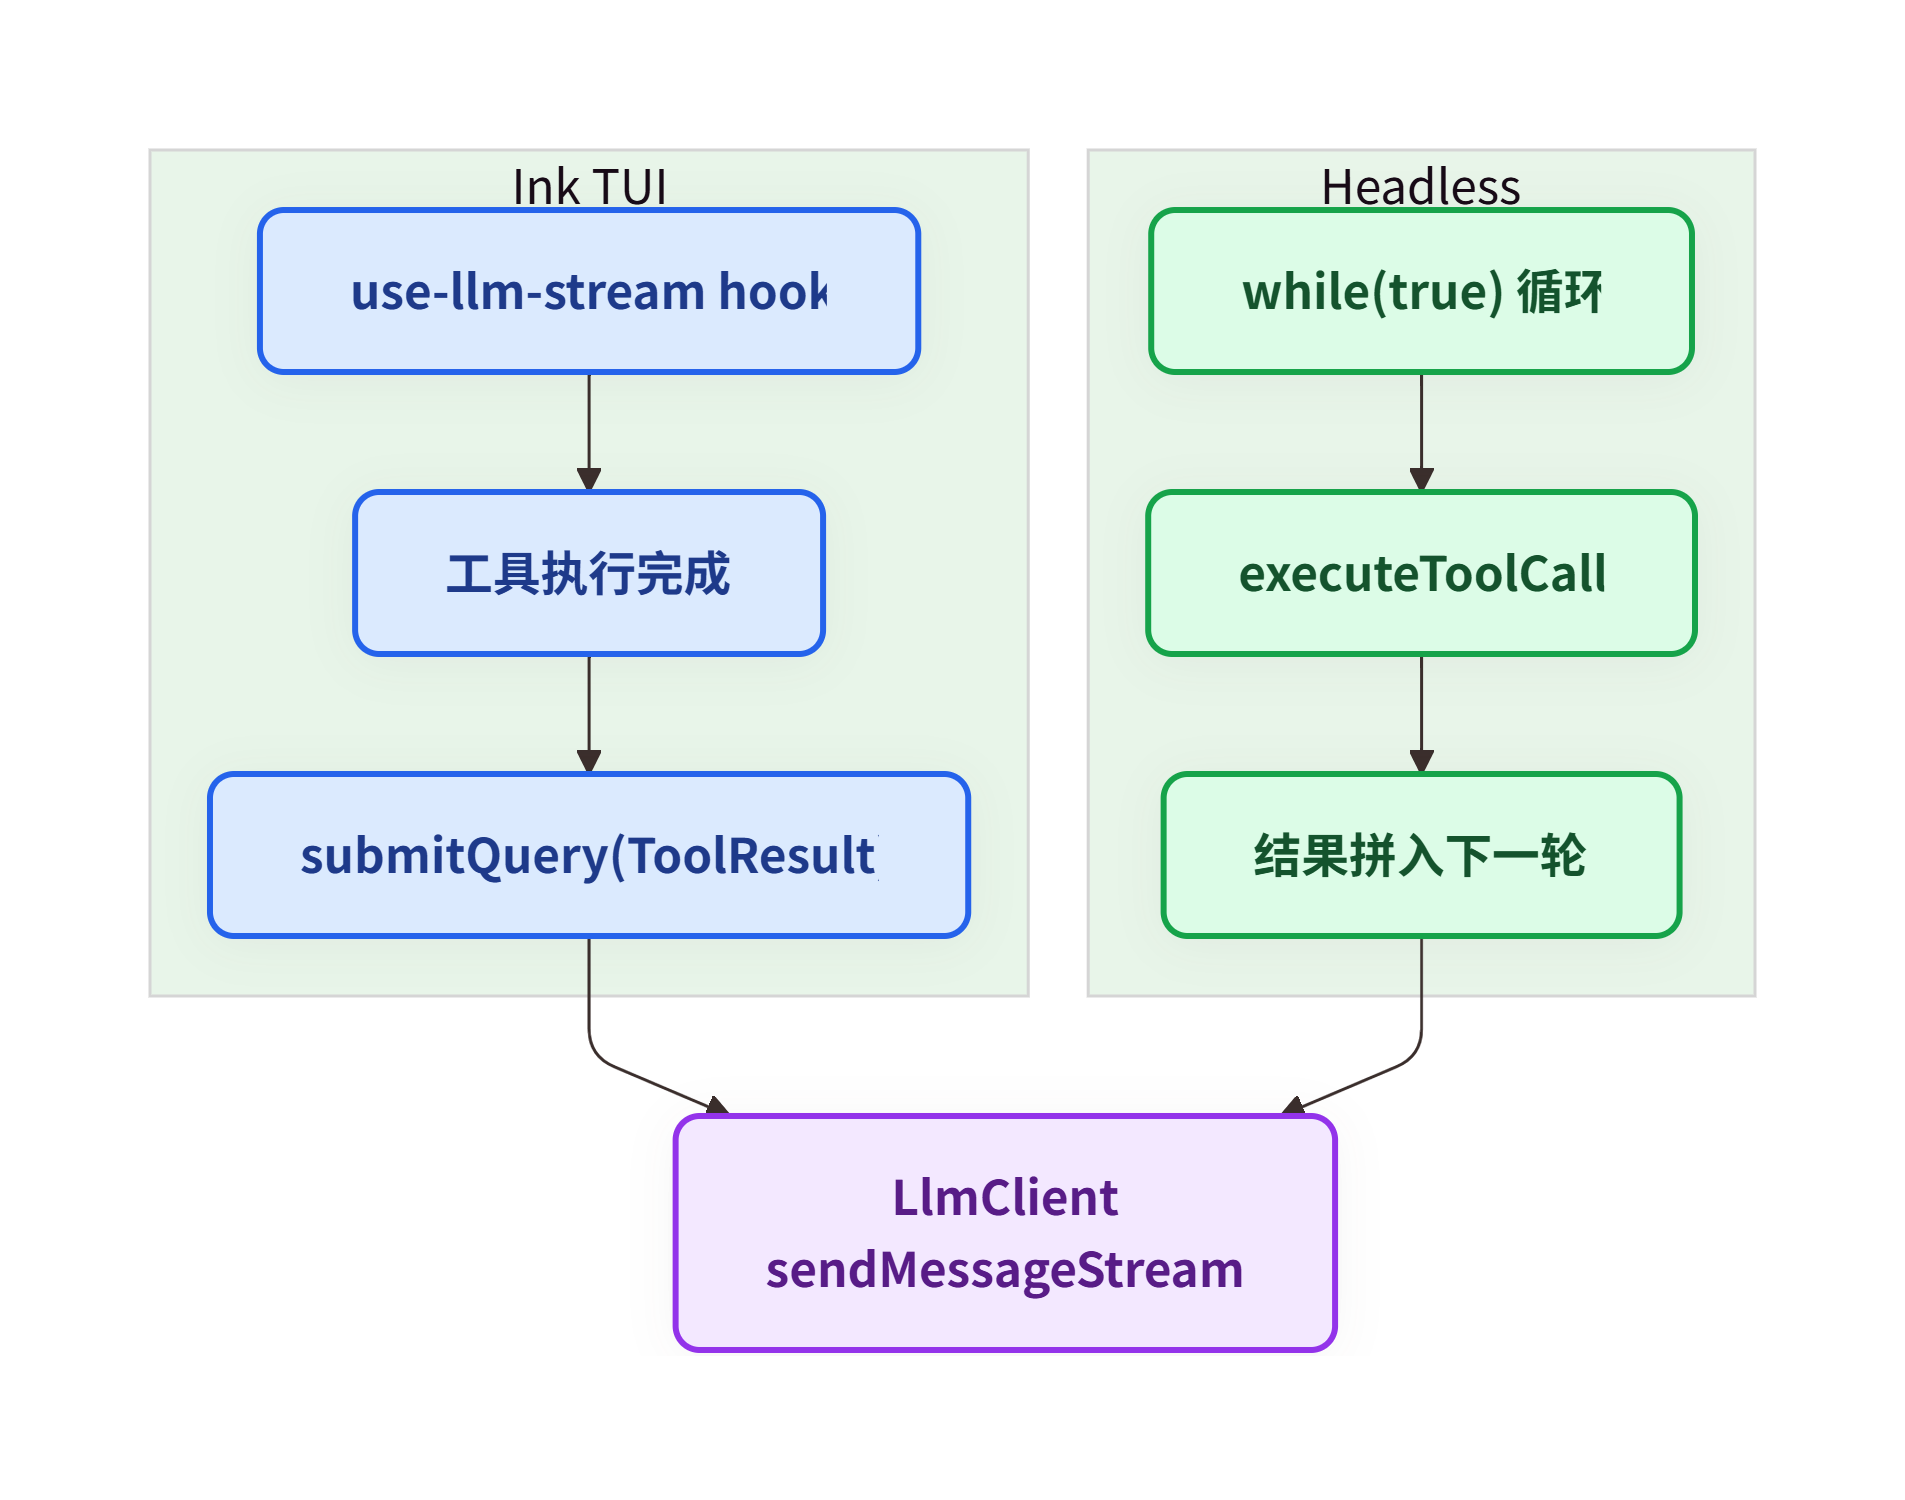 Ink TUI
use-llm-stream hook
工具执行完成
submitQuery(ToolResult)
Headless
while(true) 循环
executeToolCall
结果拼入下一轮
LlmClient
sendMessageStream